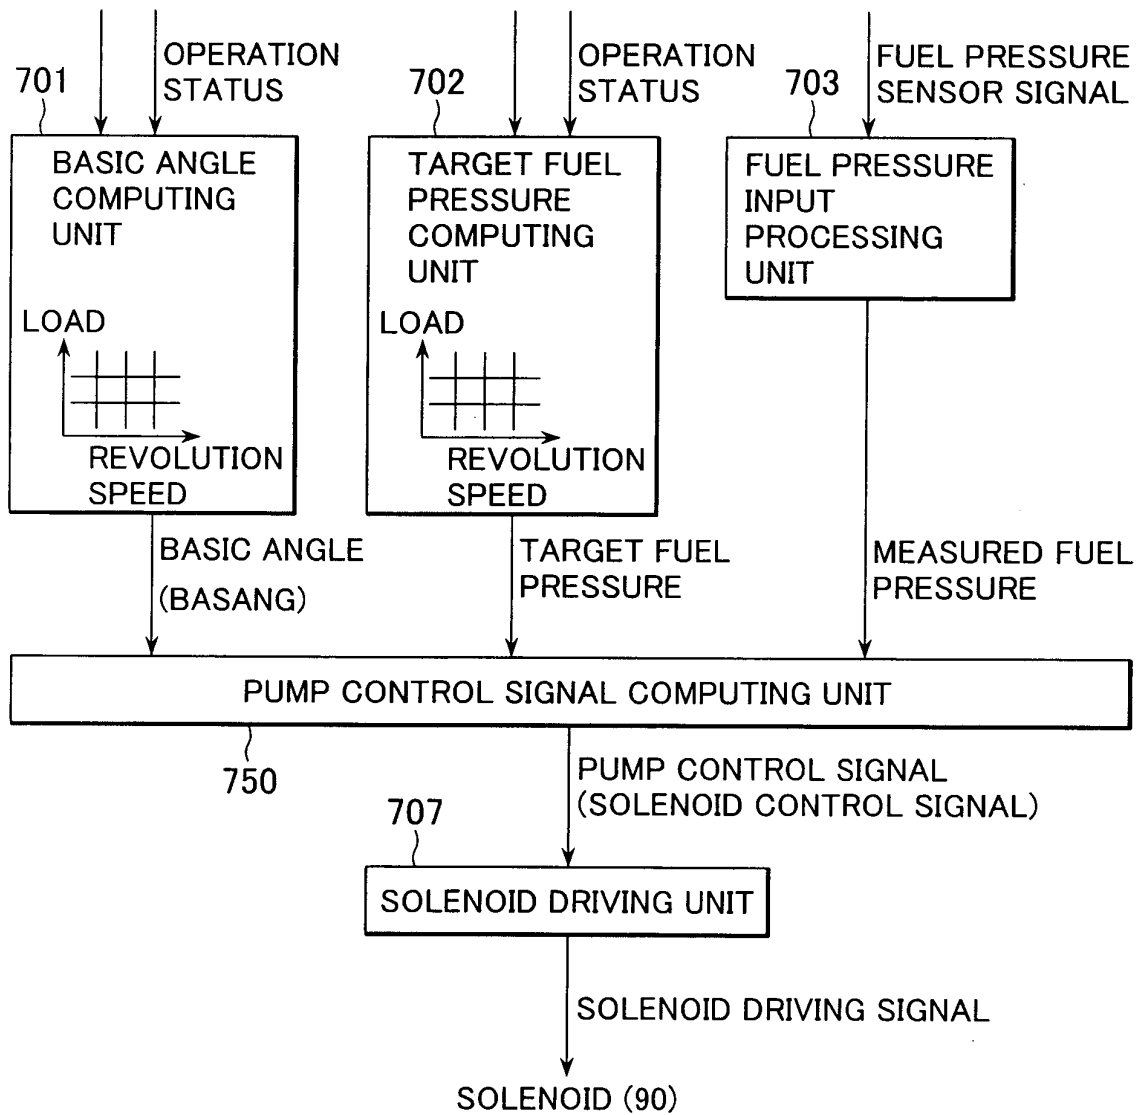 701
OPERATION
STATUS
702
OPERATION
STATUS
703
FUEL PRESSURE
SENSOR SIGNAL
BASIC ANGLE
COMPUTING
UNIT
LOAD
REVOLUTION
SPEED
TARGET FUEL
PRESSURE
COMPUTING
UNIT
LOAD
REVOLUTION
SPEED
FUEL PRESSURE
INPUT
PROCESSING
UNIT
BASIC ANGLE
(BASANG)
TARGET FUEL
PRESSURE
MEASURED FUEL
PRESSURE
PUMP CONTROL SIGNAL COMPUTING UNIT
750
PUMP CONTROL SIGNAL
(SOLENOID CONTROL SIGNAL)
707
SOLENOID DRIVING UNIT
SOLENOID DRIVING SIGNAL
SOLENOID (90)